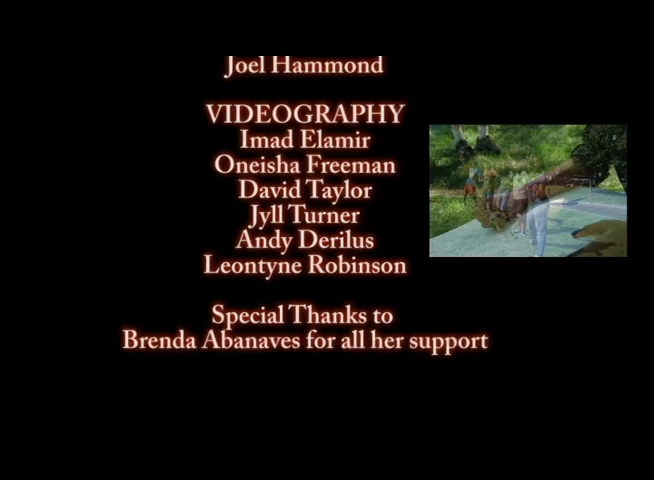 Joel Hammond
VIDEOGRAPHY
Imad Elamir
Oneisha Freeman
David Taylor
Jyll Turner
Andy Derilus
Leontyne Robinson
Special Thanks to
Brenda Abanaves for all her support